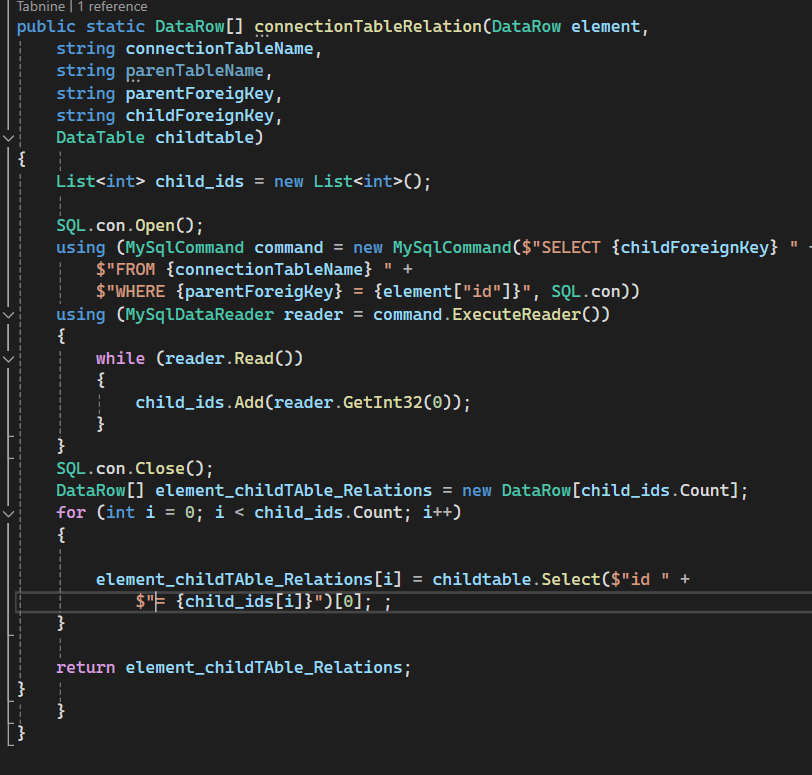 Tabnine | 1 reference
public static DataRow[] connectionTableRelation(DataRow element,
string connectionTableName,
string parenTableName,
string parentForeigKey,
string childForeignKey,
DataTable childtable)
{
List<int> child_ids = new List<int>();
SQL.con.Open();
using (MySqlCommand command = new MySqlCommand($"SELECT {childForeignKey} " +
$"FROM {connectionTableName} " +
$"WHERE {parentForeigKey} = {element["id"]}", SQL.con))
using (MySqlDataReader reader = command.ExecuteReader())
{
while (reader.Read())
{
child_ids.Add(reader.GetInt32(0));
}
}
SQL.con.Close();
DataRow[] element_childTAble_Relations = new DataRow[child_ids.Count];
for (int i = 0; i < child_ids.Count; i++)
{
element_childTAble_Relations[i] = childtable.Select($"id " +
$"= {child_ids[i]}")[0]; ;
}
return element_childTAble_Relations;
}
}
}